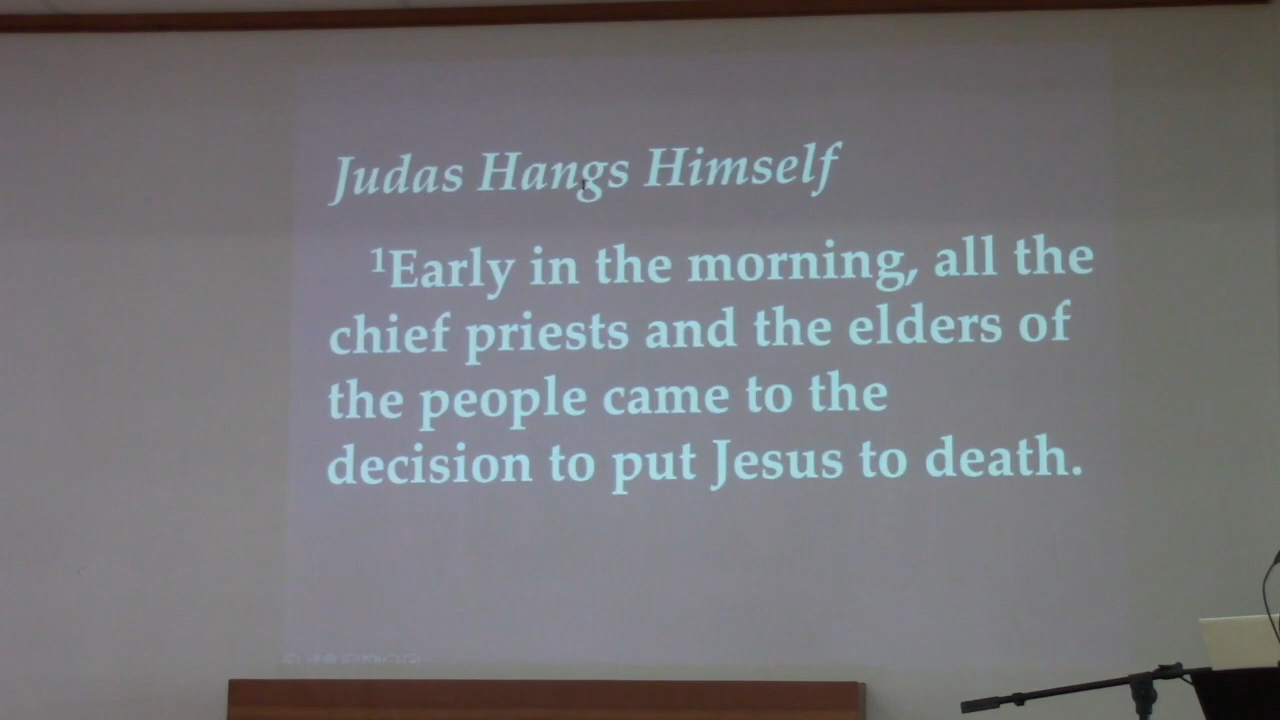 Judas Hangs Himself
¹Early in the morning, all the
chief priests and the elders of
the people came to the
decision to put Jesus to death.